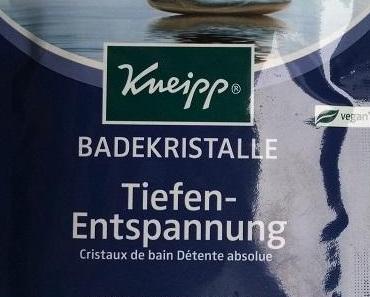 Kneipp®
vegan
BADEKRISTALLE
Tiefen-
Entspannung
Cristaux de bain Détente absolue